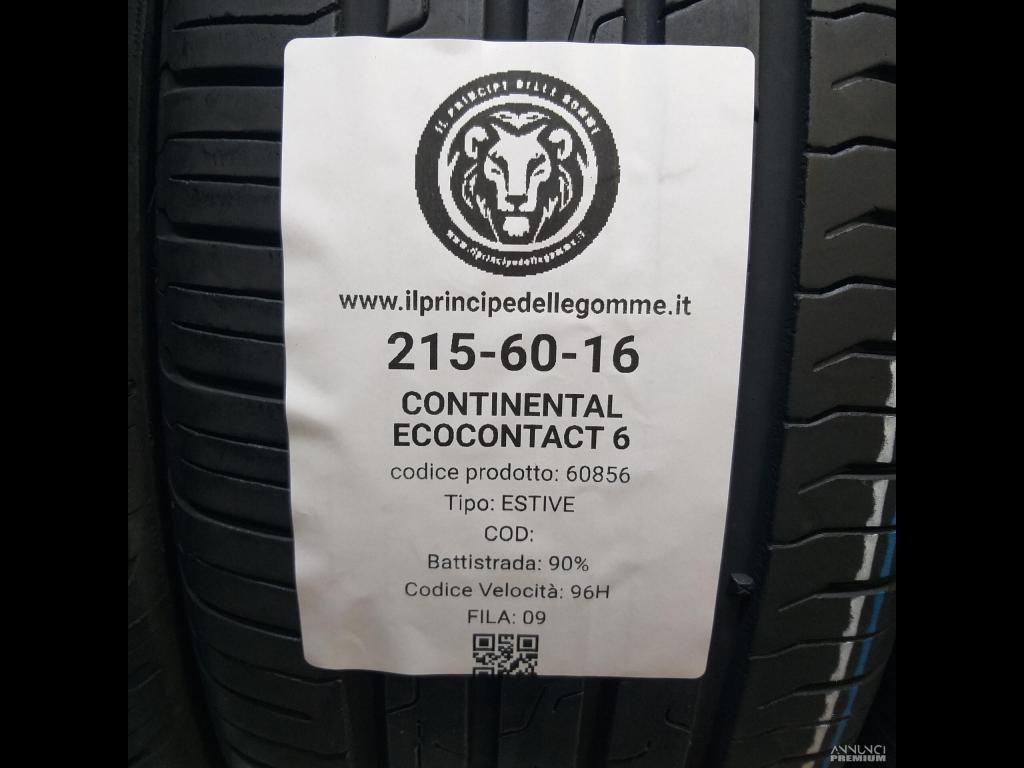 IL PRINCIPE DELLE GOMME
www.ilprincipedellegomme.it
www.ilprincipedellegomme.it
215-60-16
CONTINENTAL
ECOCONTACT 6
codice prodotto: 60856
Tipo: ESTIVE
COD:
Battistrada: 90%
Codice Velocità: 96H
FILA: 09
ANNUNCI
PREMIUM